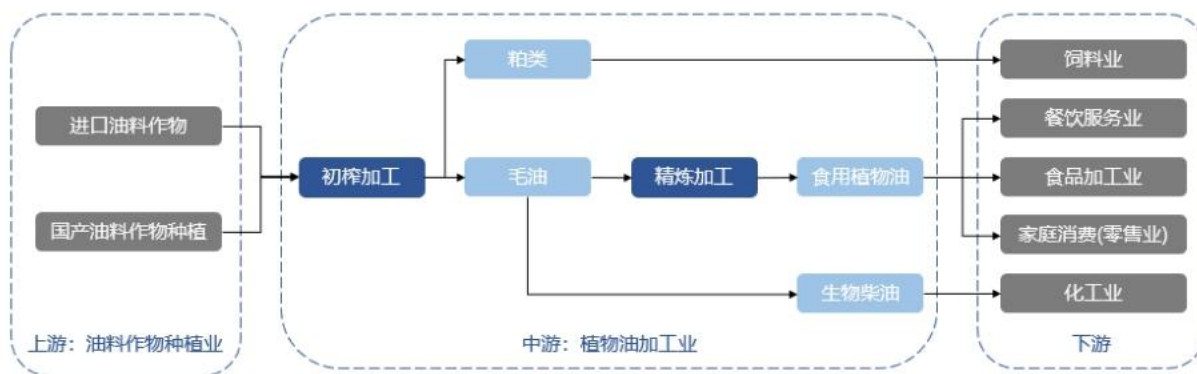 进口油料作物
国产油料作物种植
上游：油料作物种植业
初榨加工
粕类
毛油
精炼加工
食用植物油
生物柴油
中游：植物油加工业
饲料业
餐饮服务业
食品加工业
家庭消费(零售业)
化工业
下游